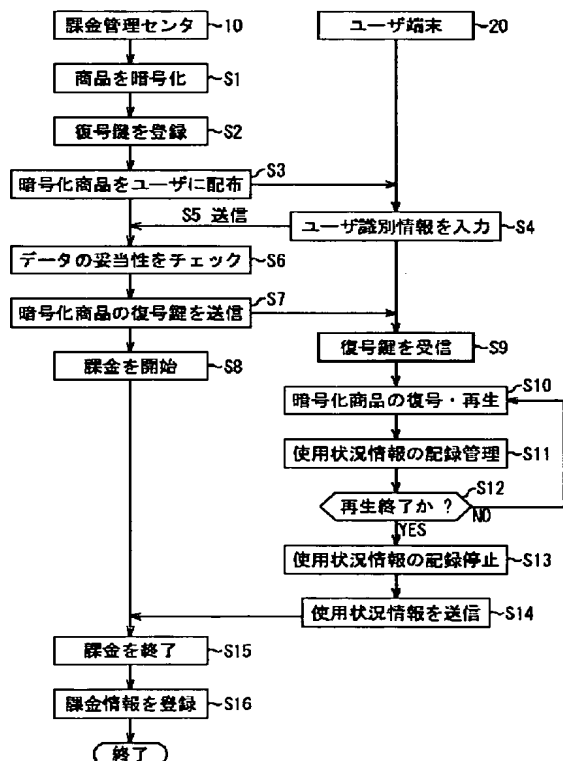 課金管理センタ 10
ユーザ端末 20
商品を暗号化 S1
復号鍵を登録 S2
暗号化商品をユーザに配布 S3
ユーザ識別情報を入力 S4
S5 送信
データの妥当性をチェック S6
暗号化商品の復号鍵を送信 S7
課金を開始 S8
復号鍵を受信 S9
暗号化商品の復号・再生 S10
使用状況情報の記録管理 S11
再生終了か ? S12
NO
YES
使用状況情報の記録停止 S13
使用状況情報を送信 S14
課金を終了 S15
課金情報を登録 S16
終了